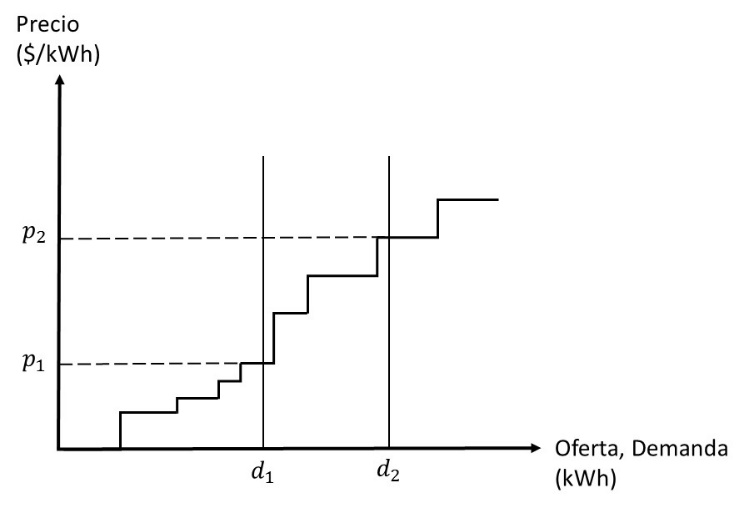 Precio
($/kWh)
p₂
p₁
d₁
d₂
Oferta, Demanda
(kWh)